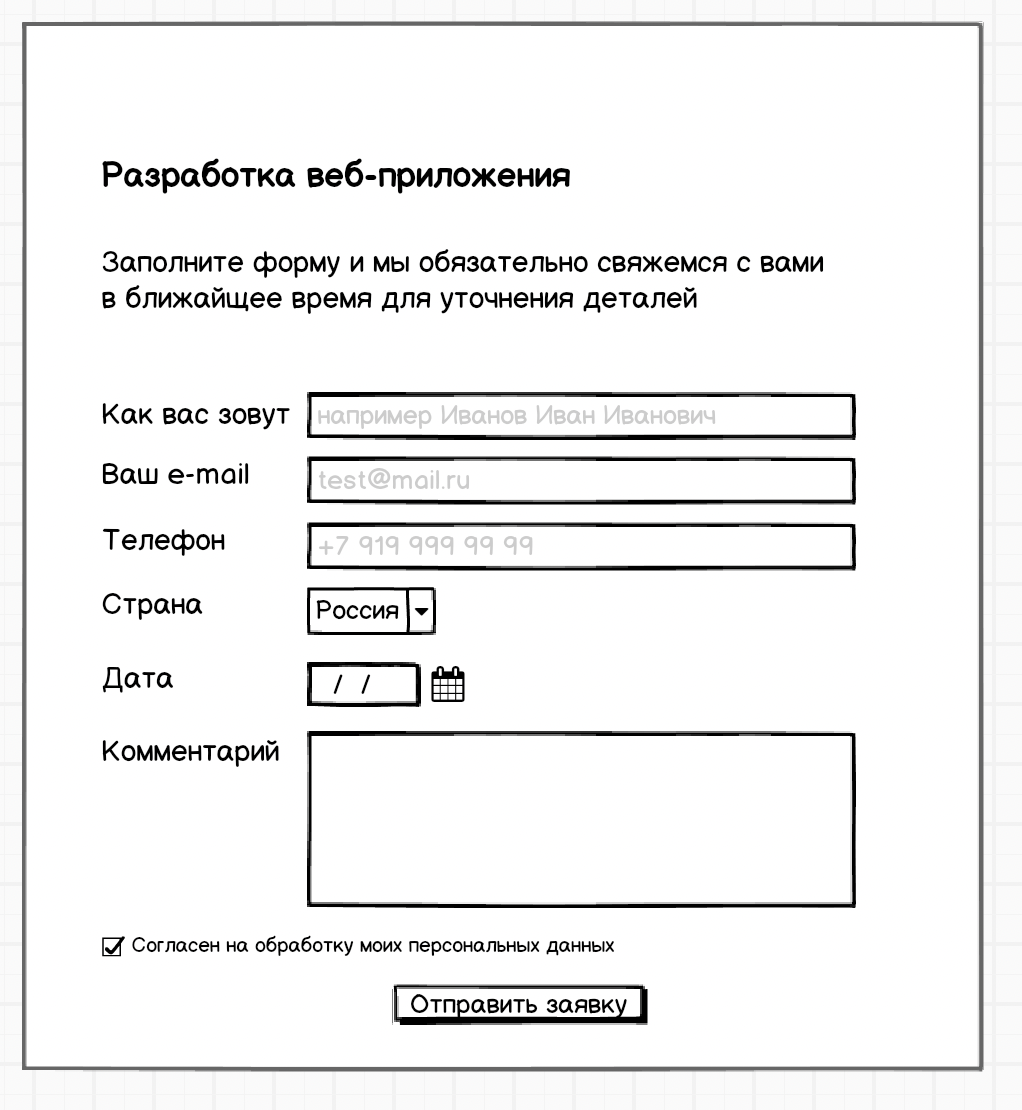 Разработка веб-приложения
Заполните форму и мы обязательно свяжемся с вами
в ближайщее время для уточнения деталей
Как вас зовут например Иванов Иван Иванович
Ваш e-mail test@mail.ru
Телефон +7 919 999 99 99
Страна Россия
Дата / /
Комментарий
Согласен на обработку моих персональных данных
Отправить заявку